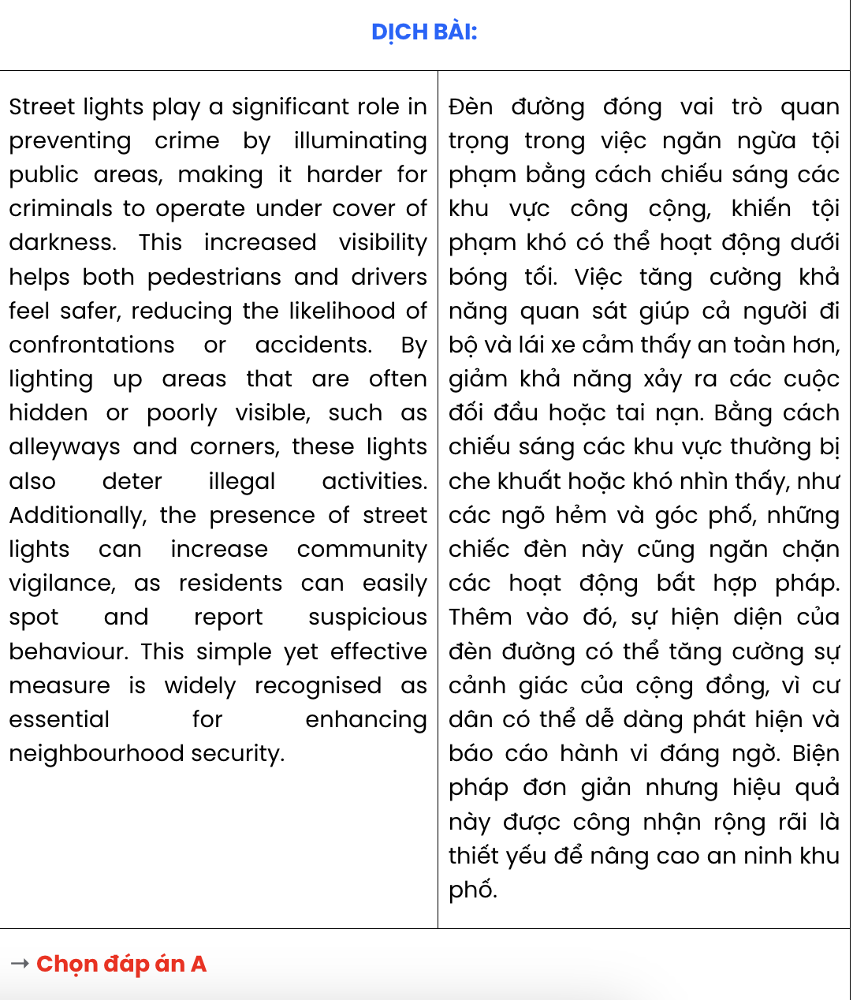 DỊCH BÀI:
Street lights play a significant role in
preventing crime by illuminating
public areas, making it harder for
criminals to operate under cover of
darkness. This increased visibility
helps both pedestrians and drivers
feel safer, reducing the likelihood of
confrontations or accidents. By
lighting up areas that are often
hidden or poorly visible, such as
alleyways and corners, these lights
also deter illegal activities.
Additionally, the presence of street
lights can increase community
vigilance, as residents can easily
spot and report suspicious
behaviour. This simple yet effective
measure is widely recognised as
essential for enhancing
neighbourhood security.
Đèn đường đóng vai trò quan
trọng trong việc ngăn ngừa tội
phạm bằng cách chiếu sáng các
khu vực công cộng, khiến tội
phạm khó có thể hoạt động dưới
bóng tối. Việc tăng cường khả
năng quan sát giúp cả người đi
bộ và lái xe cảm thấy an toàn hơn,
giảm khả năng xảy ra các cuộc
đối đầu hoặc tai nạn. Bằng cách
chiếu sáng các khu vực thường bị
che khuất hoặc khó nhìn thấy, như
các ngõ hẻm và góc phố, những
chiếc đèn này cũng ngăn chặn
các hoạt động bất hợp pháp.
Thêm vào đó, sự hiện diện của
đèn đường có thể tăng cường sự
cảnh giác của cộng đồng, vì cư
dân có thể dễ dàng phát hiện và
báo cáo hành vi đáng ngờ. Biện
pháp đơn giản nhưng hiệu quả
này được công nhận rộng rãi là
thiết yếu để nâng cao an ninh khu
phố.
→ Chọn đáp án A